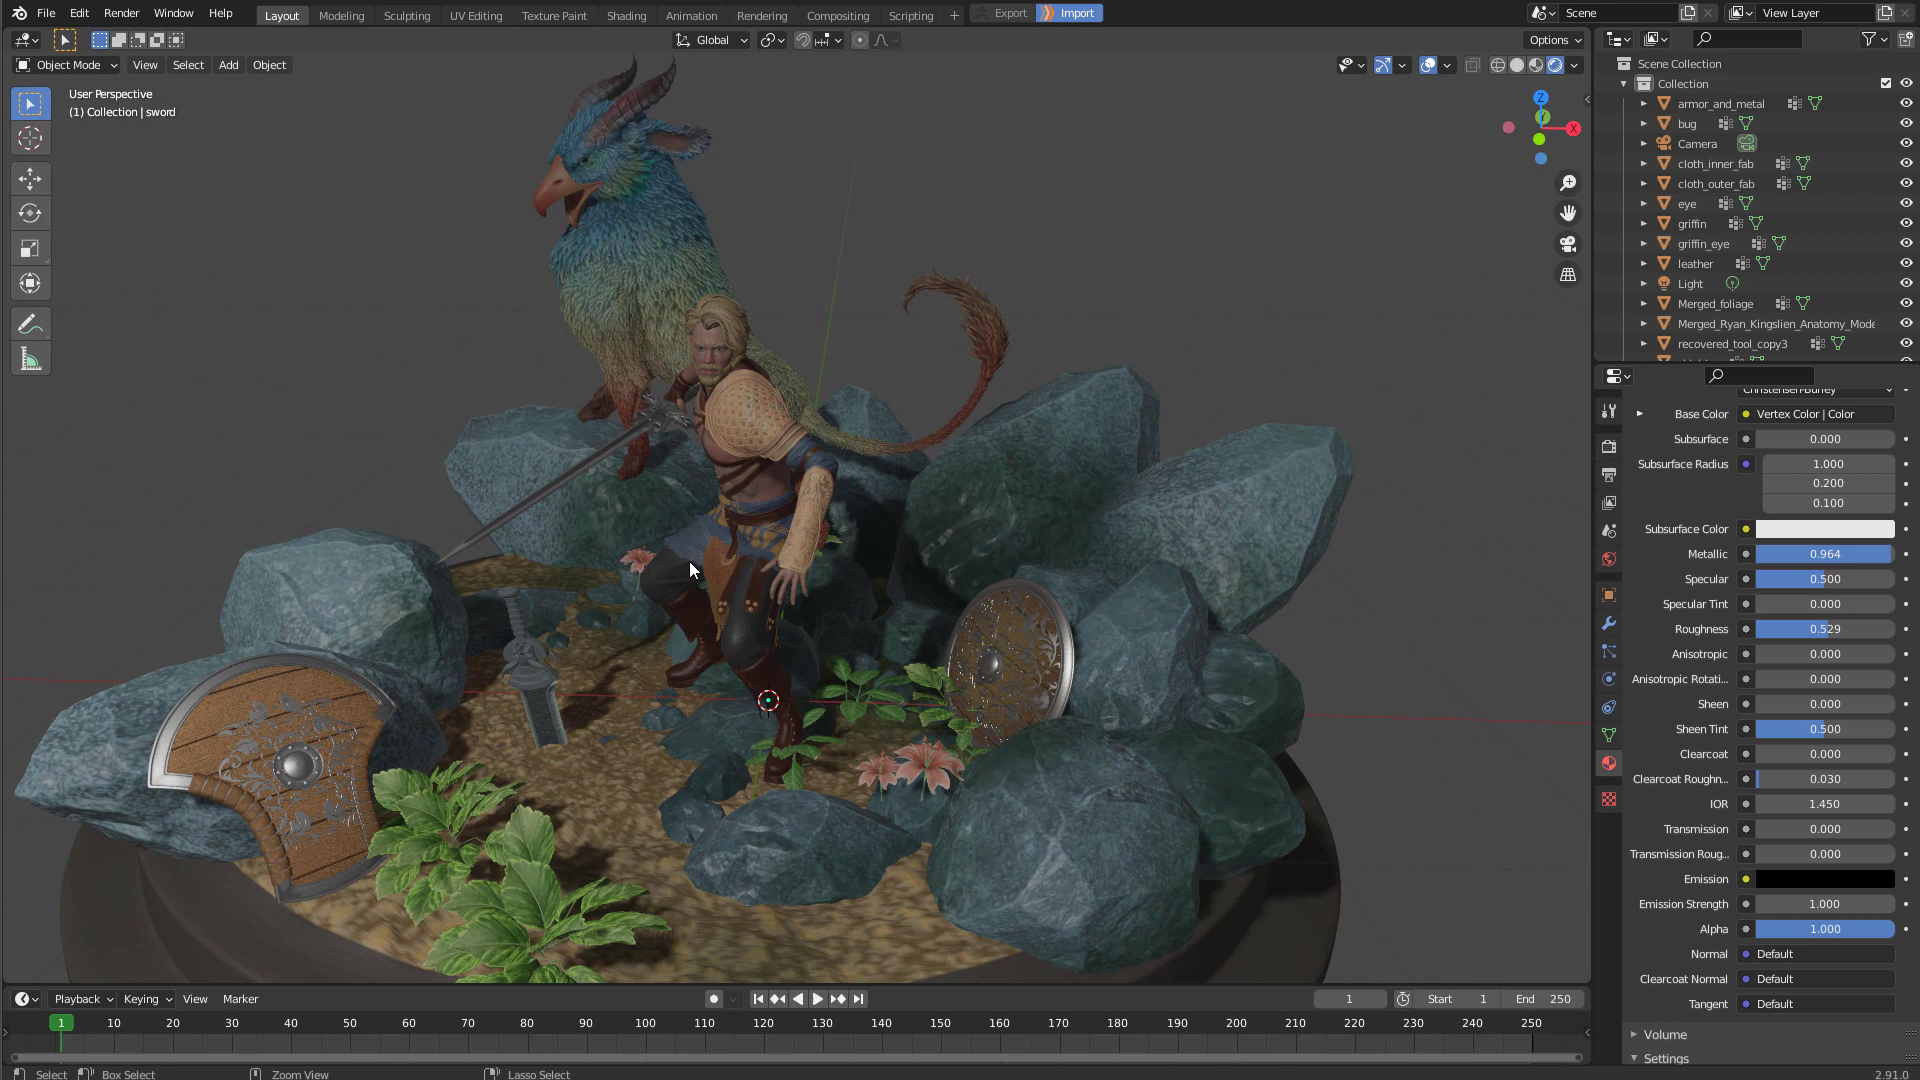 File Edit Render Window Help Layout Modeling Sculpting UV Editing Texture Paint Shading Animation Rendering Compositing Scripting + Export Import Scene View Layer
Global Options
Object Mode View Select Add Object
User Perspective
(1) Collection | sword
Z
Y
X
Scene Collection
Collection
armor_and_metal
bug
Camera
cloth_inner_fab
cloth_outer_fab
eye
griffin
griffin_eye
leather
Light
Merged_foliage
Merged_Ryan_Kingslien_Anatomy_Mode
recovered_tool_copy3
Christensen-Burley
Base Color Vertex Color | Color
Subsurface 0.000
Subsurface Radius 1.000
0.200
0.100
Subsurface Color
Metallic 0.964
Specular 0.500
Specular Tint 0.000
Roughness 0.529
Anisotropic 0.000
Anisotropic Rotati... 0.000
Sheen 0.000
Sheen Tint 0.500
Clearcoat 0.000
Clearcoat Roughn... 0.030
IOR 1.450
Transmission 0.000
Transmission Roug... 0.000
Emission
Emission Strength 1.000
Alpha 1.000
Normal Default
Clearcoat Normal Default
Tangent Default
Volume
Settings
Playback Keying View Marker 1 Start 1 End 250
1 10 20 30 40 50 60 70 80 90 100 110 120 130 140 150 160 170 180 190 200 210 220 230 240 250
Select Box Select Zoom View Lasso Select 2.91.0